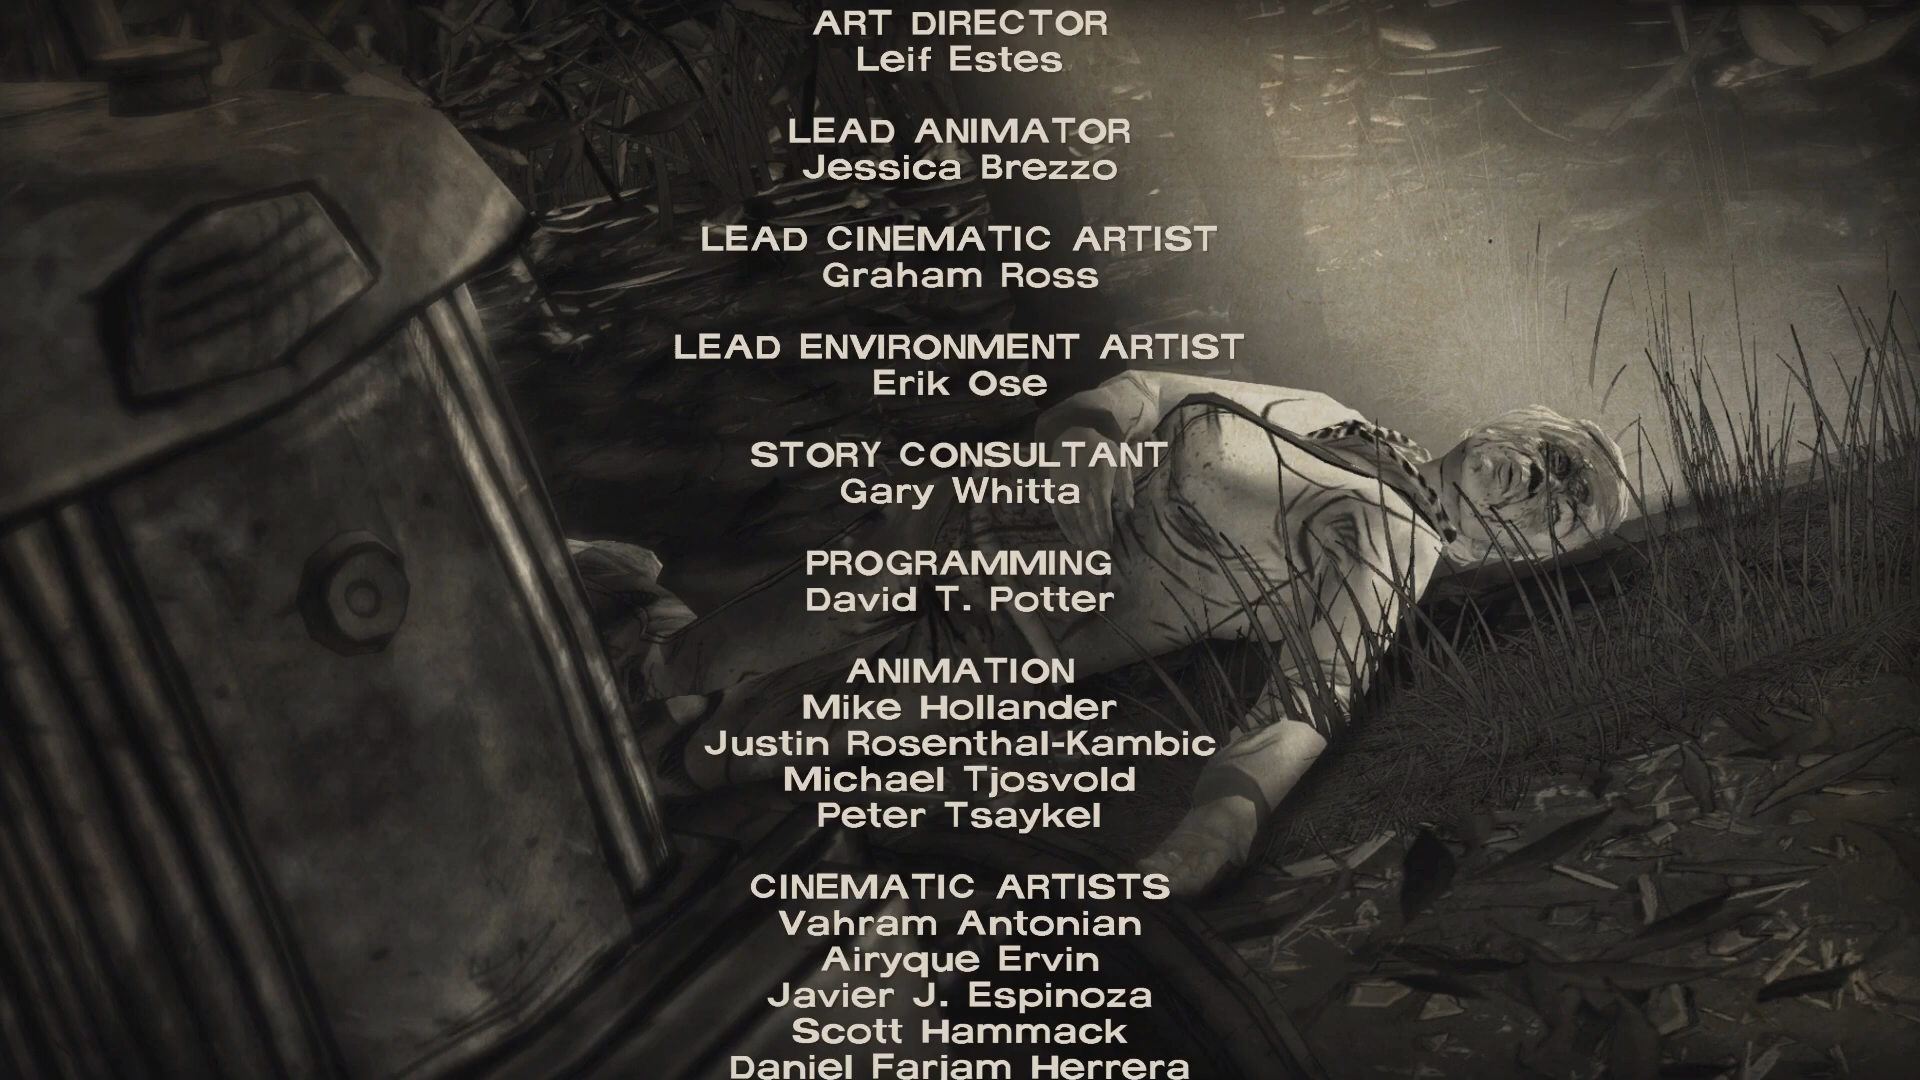 ART DIRECTOR
Leif Estes
LEAD ANIMATOR
Jessica Brezzo
LEAD CINEMATIC ARTIST
Graham Ross
LEAD ENVIRONMENT ARTIST
Erik Ose
STORY CONSULTANT
Gary Whitta
PROGRAMMING
David T. Potter
ANIMATION
Mike Hollander
Justin Rosenthal-Kambic
Michael Tjosvold
Peter Tsaykel
CINEMATIC ARTISTS
Vahram Antonian
Airyque Ervin
Javier J. Espinoza
Scott Hammack
Daniel Farjam Herrera